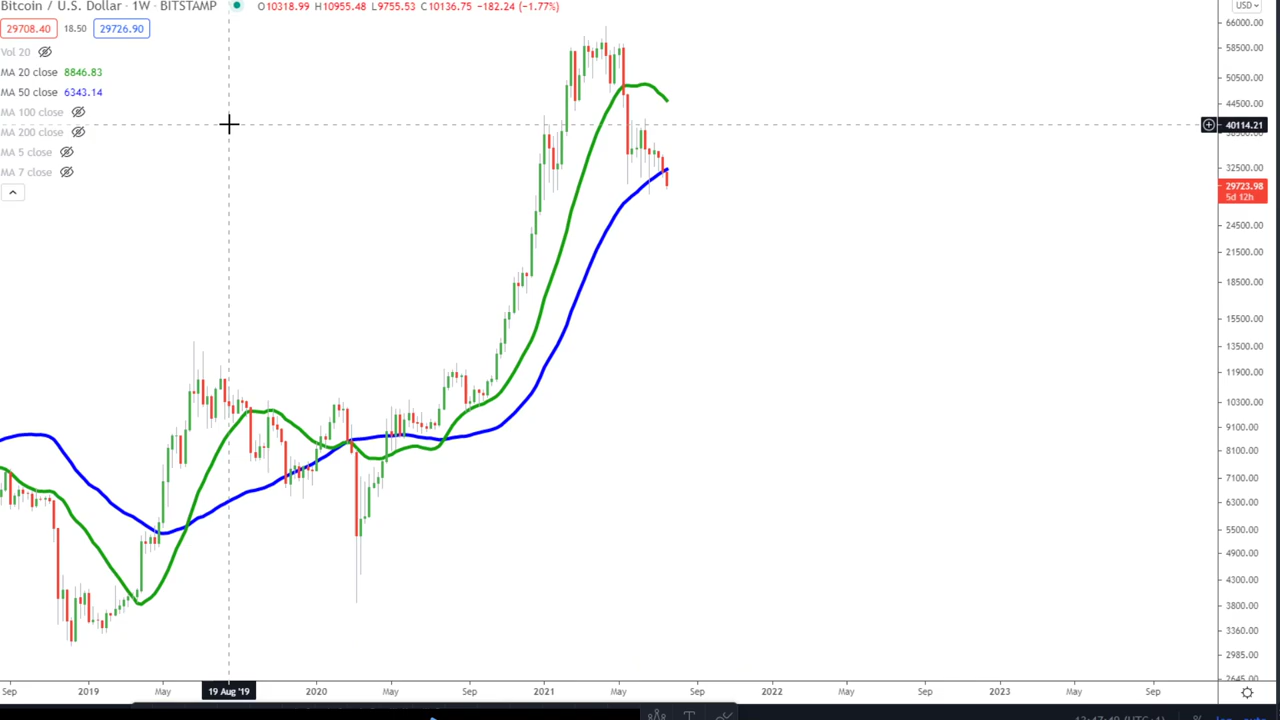 Bitcoin / U.S. Dollar · 1W · BITSTAMP O10318.99 H10955.48 L9755.53 C10136.75 −182.24 (−1.77%) USD
29708.40 18.50 29726.90
Vol 20
MA 20 close 8846.83
MA 50 close 6343.14
MA 100 close
MA 200 close
MA 5 close
MA 7 close
66000.00
58500.00
50500.00
44500.00
40114.21
32500.00
29723.98
5d 12h
24500.00
21500.00
18500.00
15500.00
13500.00
11900.00
10300.00
9100.00
8100.00
7100.00
6300.00
5500.00
4900.00
4300.00
3800.00
3360.00
2985.00
2645.00
Sep 2019 May 19 Aug '19 2020 May Sep 2021 May Sep 2022 May Sep 2023 May Sep